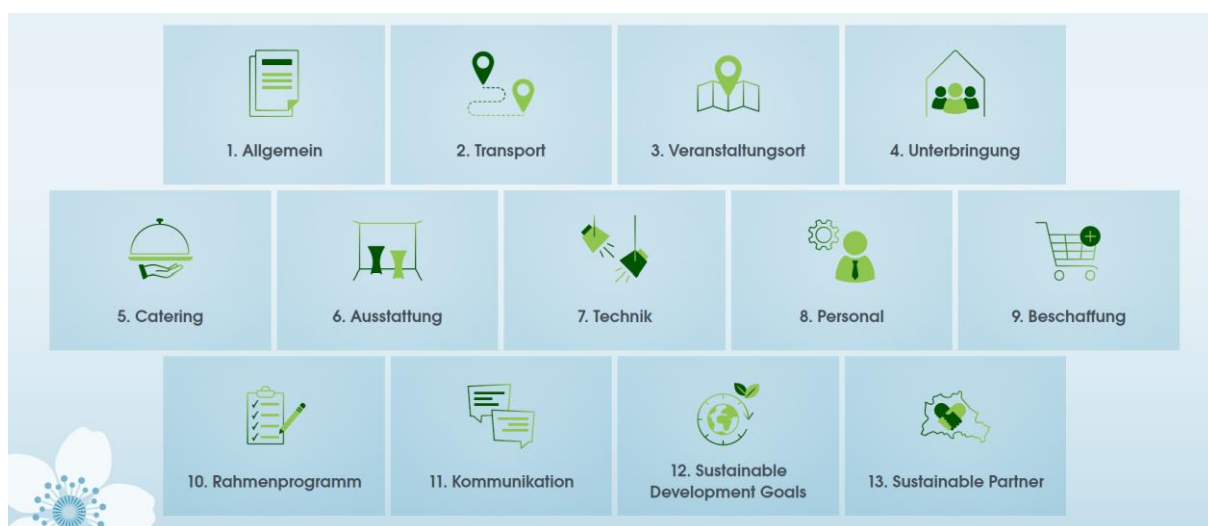 1. Allgemein
2. Transport
3. Veranstaltungsort
4. Unterbringung
5. Catering
6. Ausstattung
7. Technik
8. Personal
9. Beschaffung
10. Rahmenprogramm
11. Kommunikation
12. Sustainable
Development Goals
13. Sustainable Partner